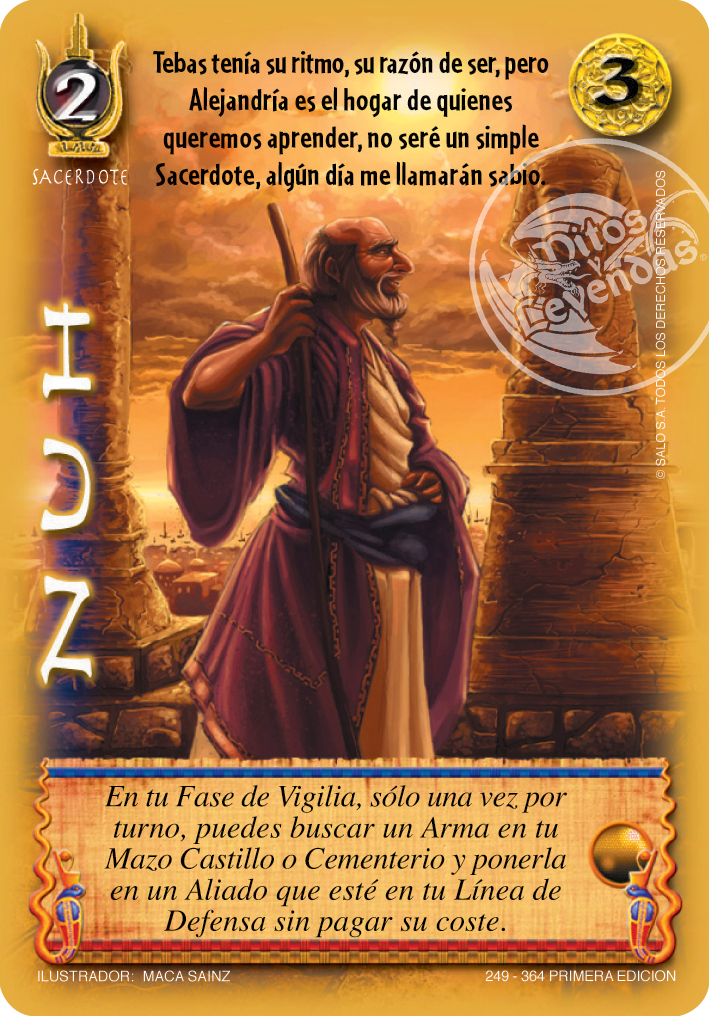 2
SACERDOTE
Tebas tenía su ritmo, su razón de ser, pero
Alejandría es el hogar de quienes
queremos aprender, no seré un simple
Sacerdote, algún día me llamarán sabio.
3
Mitos
y
Leyendas
©
© SALO S.A. TODOS LOS DERECHOS RESERVADOS
NUH
En tu Fase de Vigilia, sólo una vez por
turno, puedes buscar un Arma en tu
Mazo Castillo o Cementerio y ponerla
en un Aliado que esté en tu Línea de
Defensa sin pagar su coste.
ILUSTRADOR: MACA SAINZ
249 - 364 PRIMERA EDICION